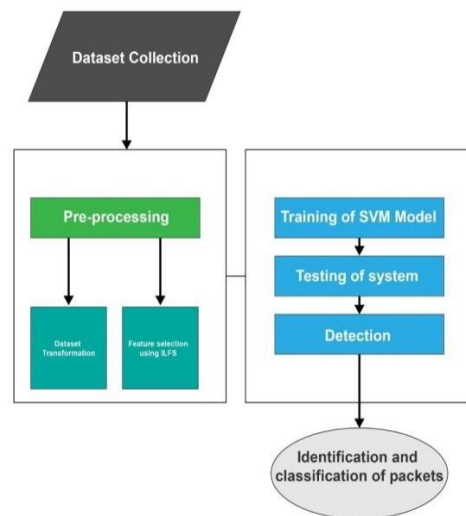 Dataset Collection
Pre-processing
Dataset
Transformation
Feature selection
using ILFS
Training of SVM Model
Testing of system
Detection
Identification and
classification of packets